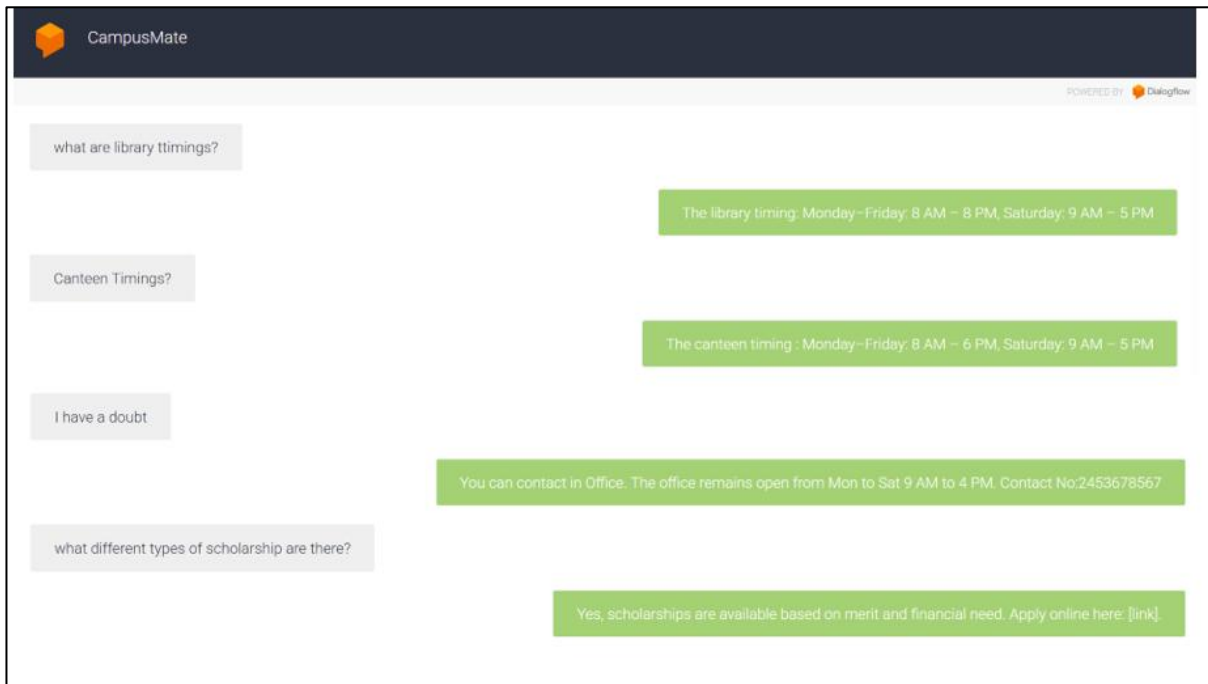 CampusMate
POWERED BY Dialogflow
what are library ttimings?
The library timing: Monday–Friday: 8 AM – 8 PM, Saturday: 9 AM – 5 PM
Canteen Timings?
The canteen timing : Monday–Friday: 8 AM – 6 PM, Saturday: 9 AM – 5 PM
I have a doubt
You can contact in Office. The office remains open from Mon to Sat 9 AM to 4 PM. Contact No:2453678567
what different types of scholarship are there?
Yes, scholarships are available based on merit and financial need. Apply online here: [link].